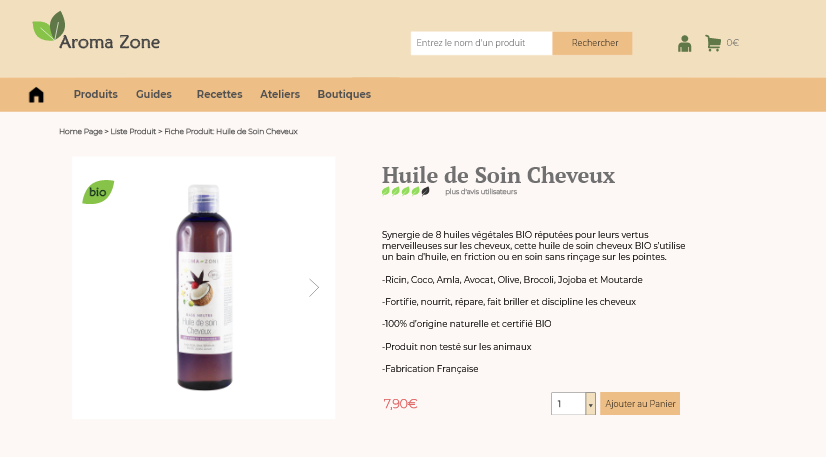 Aroma Zone
Entrez le nom d'un produit
Rechercher
0€
Produits Guides Recettes Ateliers Boutiques
Home Page > Liste Produit > Fiche Produit: Huile de Soin Cheveux
bio
Huile de Soin Cheveux
plus d'avis utilisateurs
Synergie de 8 huiles végétales BIO réputées pour leurs vertus
merveilleuses sur les cheveux, cette huile de soin cheveux BIO s'utilise
un bain d'huile, en friction ou en soin sans rinçage sur les pointes.
-Ricin, Coco, Amla, Avocat, Olive, Brocoli, Jojoba et Moutarde
-Fortifie, nourrit, répare, fait briller et discipline les cheveux
-100% d'origine naturelle et certifié BIO
-Produit non testé sur les animaux
-Fabrication Française
AROMA-ZONE
Huile de soin
Cheveux
7,90€
1
Ajouter au Panier